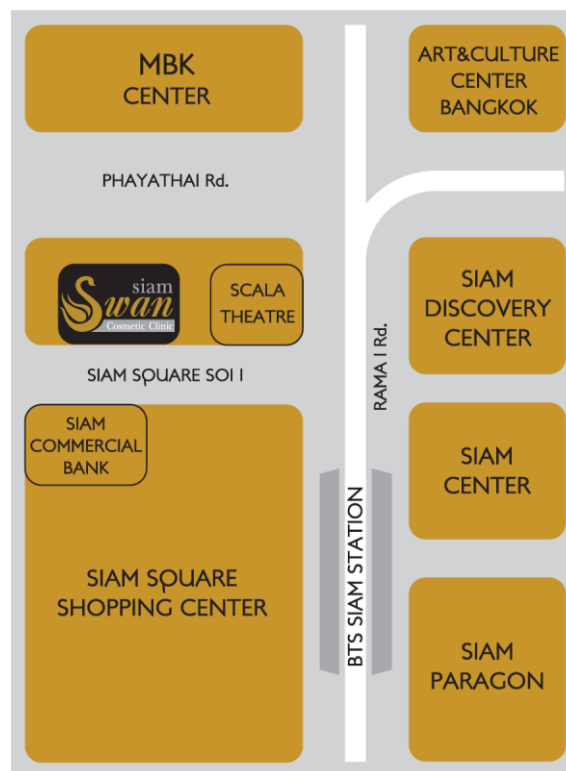 MBK
CENTER
ART&CULTURE
CENTER
BANGKOK
PHAYATHAI Rd.
siam
Swan
Cosmetic Clinic
SCALA
THEATRE
SIAM
DISCOVERY
CENTER
RAMA I Rd.
SIAM SQUARE SOI I
SIAM
COMMERCIAL
BANK
SIAM
CENTER
BTS SIAM STATION
SIAM SQUARE
SHOPPING CENTER
SIAM
PARAGON